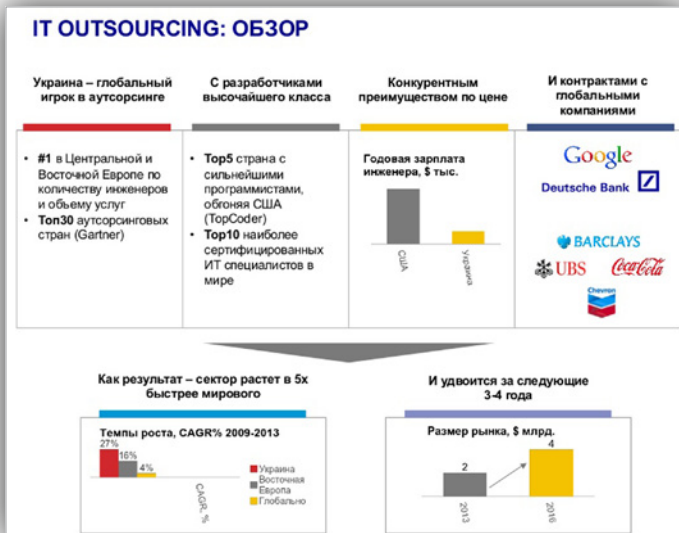 IT OUTSOURCING: ОБЗОР
Украина – глобальный
игрок в аутсорсинге
• #1 в Центральной и
Восточной Европе по
количеству инженеров
и объему услуг
• Топ30 аутсорсинговых
стран (Gartner)
С разработчиками
высочайшего класса
• Top5 страна с
сильнейшими
программистами,
обгоняя США
(TopCoder)
• Top10 наиболее
сертифицированных
ИТ специалистов в
мире
Конкурентным
преимуществом по цене
Годовая зарплата
инженера, $ тыс.
США
Украина
И контрактами с
глобальными
компаниями
Google
Deutsche Bank
BARCLAYS
UBS
Coca-Cola
Chevron
Как результат – сектор растет в 5х
быстрее мирового
Темпы роста, CAGR% 2009-2013
27%
16%
4%
CAGR, %
Украина
Восточная
Европа
Глобально
И удвоится за следующие
3-4 года
Размер рынка, $ млрд.
2
4
2013
2016